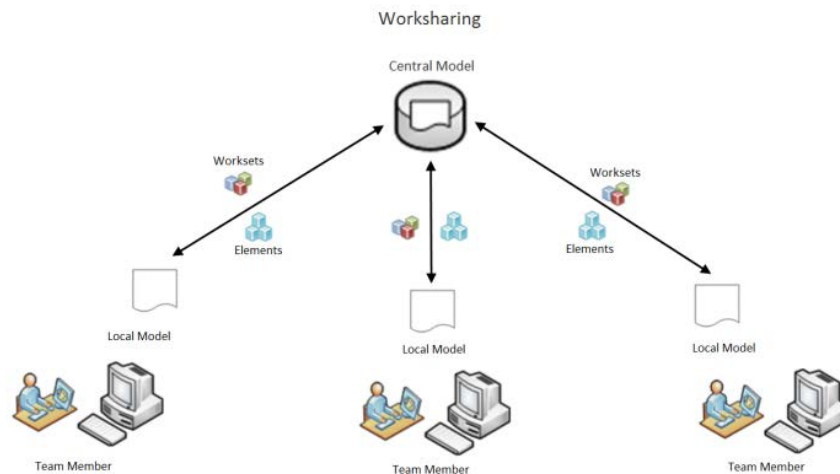 Worksharing
Central Model
Worksets
Worksets
Elements
Elements
Local Model
Local Model
Local Model
Team Member
Team Member
Team Member